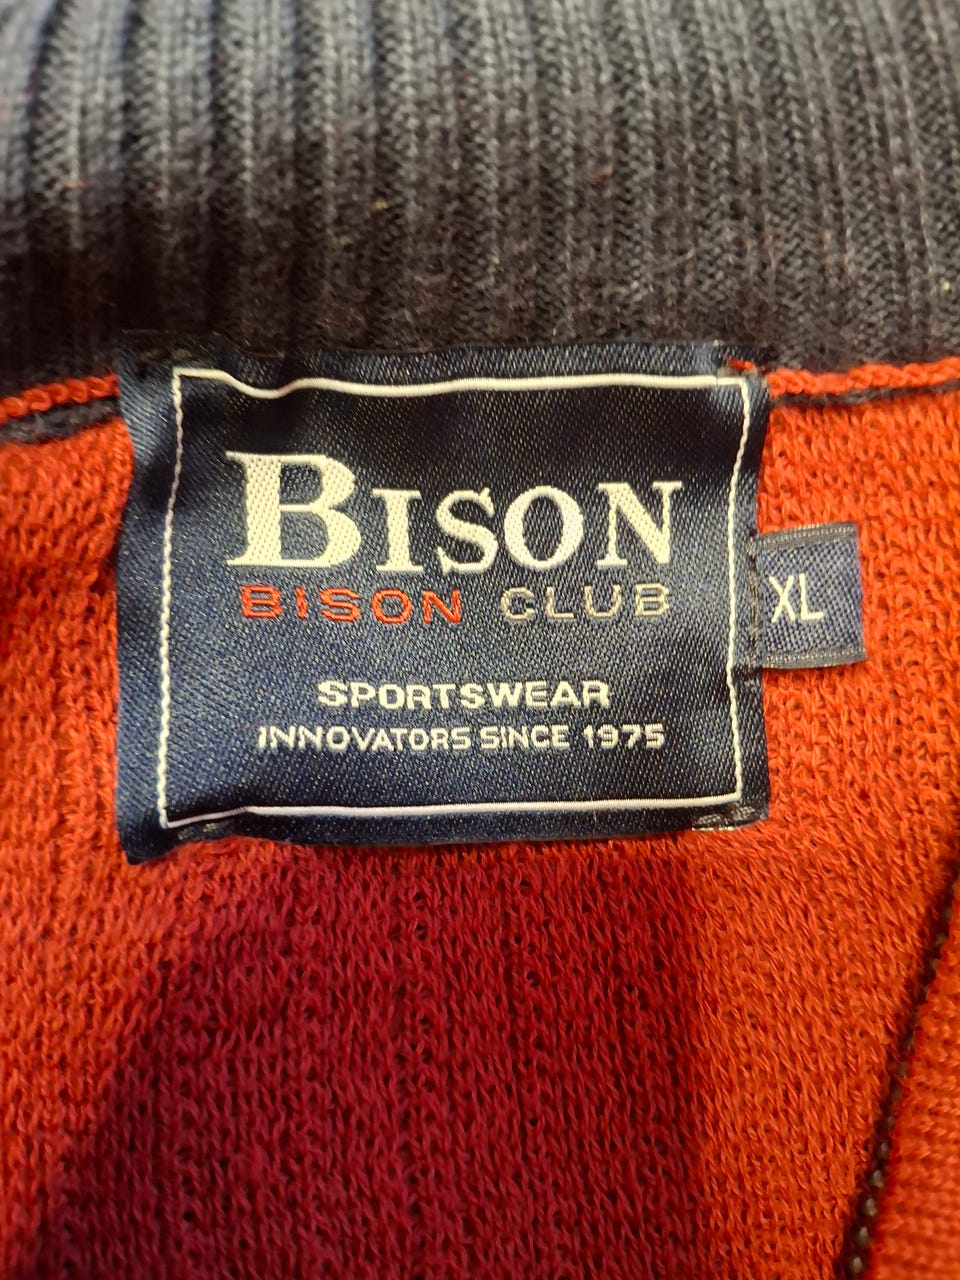 BISON
BISON CLUB
XL
SPORTSWEAR
INNOVATORS SINCE 1975